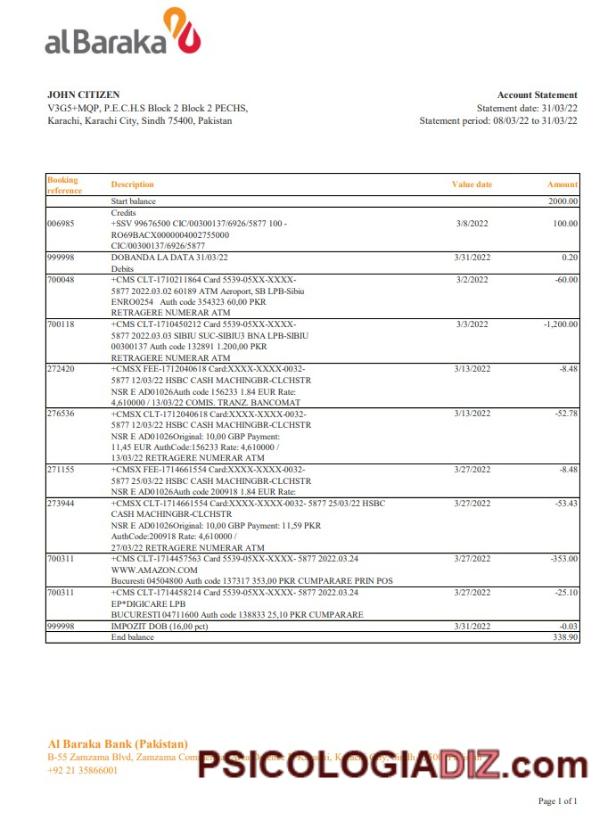 alBaraka
JOHN CITIZEN
V3G5+MQP, P.E.C.H.S Block 2 Block 2 PECHS,
Karachi, Karachi City, Sindh 75400, Pakistan
Account Statement
Statement date: 31/03/22
Statement period: 08/03/22 to 31/03/22
Booking reference Description Value date Amount
Start balance 2000.00
Credits
006985 +SSV 99676500 CIC/00300137/6926/5877 100 - 3/8/2022 100.00
RO69BACX0000004002755000
CIC/00300137/6926/5877
999998 DOBANDA LA DATA 31/03/22 3/31/2022 0.20
Debits
700048 +CMS CLT-1710211864 Card 5539-05XX-XXXX- 3/2/2022 -60.00
5877 2022.03.02 60189 ATM Aeroport, SB LPB-Sibiu
ENRO0254 Auth code 354323 60,00 PKR
RETRAGERE NUMERAR ATM
700118 +CMS CLT-1710450212 Card 5539-05XX-XXXX- 3/3/2022 -1,200.00
5877 2022.03.03 SIBIU SUC-SIBIU3 BNA LPB-SIBIU
00300137 Auth code 132891 1.200,00 PKR
RETRAGERE NUMERAR ATM
272420 +CMSX FEE-1712040618 Card:XXXX-XXXX-0032- 3/13/2022 -8.48
5877 12/03/22 HSBC CASH MACHINGBR-CLCHSTR
NSR E AD01026Auth code 156233 1.84 EUR Rate:
4,610000 / 13/03/22 COMIS. TRANZ. BANCOMAT
276536 +CMSX CLT-1712040618 Card:XXXX-XXXX-0032- 3/13/2022 -52.78
5877 12/03/22 HSBC CASH MACHINGBR-CLCHSTR
NSR E AD01026Original: 10,00 GBP Payment:
11,45 EUR AuthCode:156233 Rate: 4,610000 /
13/03/22 RETRAGERE NUMERAR ATM
271155 +CMSX FEE-1714661554 Card:XXXX-XXXX-0032- 3/27/2022 -8.48
5877 25/03/22 HSBC CASH MACHINGBR-CLCHSTR
NSR E AD01026Auth code 200918 1.84 EUR Rate:
273944 +CMSX CLT-1714661554 Card:XXXX-XXXX-0032- 5877 25/03/22 HSBC 3/27/2022 -53.43
CASH MACHINGBR-CLCHSTR
NSR E AD01026Original: 10,00 GBP Payment: 11,59 PKR
AuthCode:200918 Rate: 4,610000 /
27/03/22 RETRAGERE NUMERAR ATM
700311 +CMS CLT-1714457563 Card 5539-05XX-XXXX- 5877 2022.03.24 3/27/2022 -353.00
WWW.AMAZON.COM
Bucuresti 04504800 Auth code 137317 353,00 PKR CUMPARARE PRIN POS
700311 +CMS CLT-1714458214 Card 5539-05XX-XXXX- 5877 2022.03.24 3/27/2022 -25.10
EP*DIGICARE LPB
BUCURESTI 04711600 Auth code 138833 25,10 PKR CUMPARARE
999998 IMPOZIT DOB (16,00 pct) 3/31/2022 -0.03
End balance 338.90
Al Baraka Bank (Pakistan)
B-55 Zamzama Blvd, Zamzama
+92 21 35866001
PSICOLOGIADIZ.com
Page 1 of 1